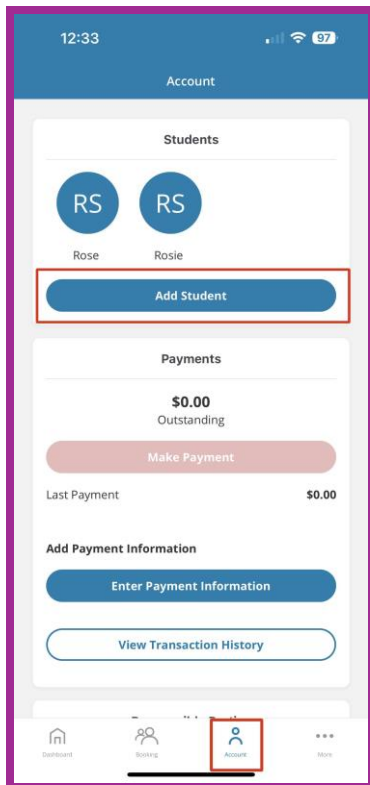 12:33 97
Account
Students
RS RS
Rose Rosie
Add Student
Payments
$0.00
Outstanding
Make Payment
Last Payment $0.00
Add Payment Information
Enter Payment Information
View Transaction History
Dashboard Booking Account More